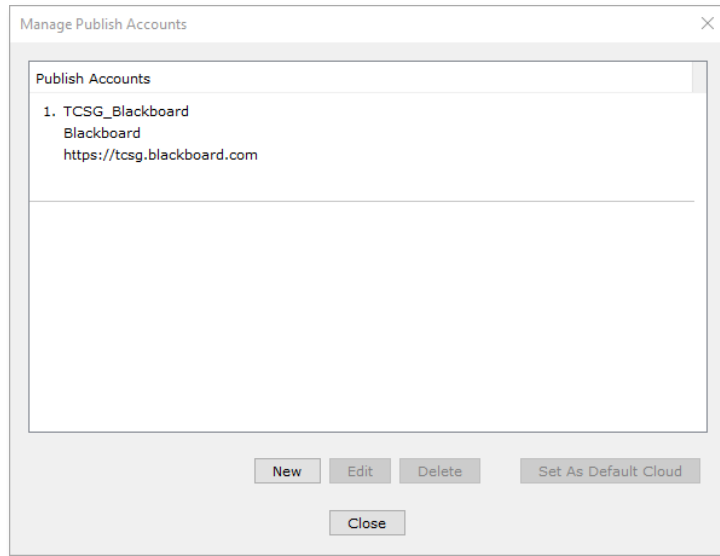 Manage Publish Accounts
Publish Accounts
1. TCSG_Blackboard
Blackboard
https://tcsg.blackboard.com
New Edit Delete Set As Default Cloud
Close